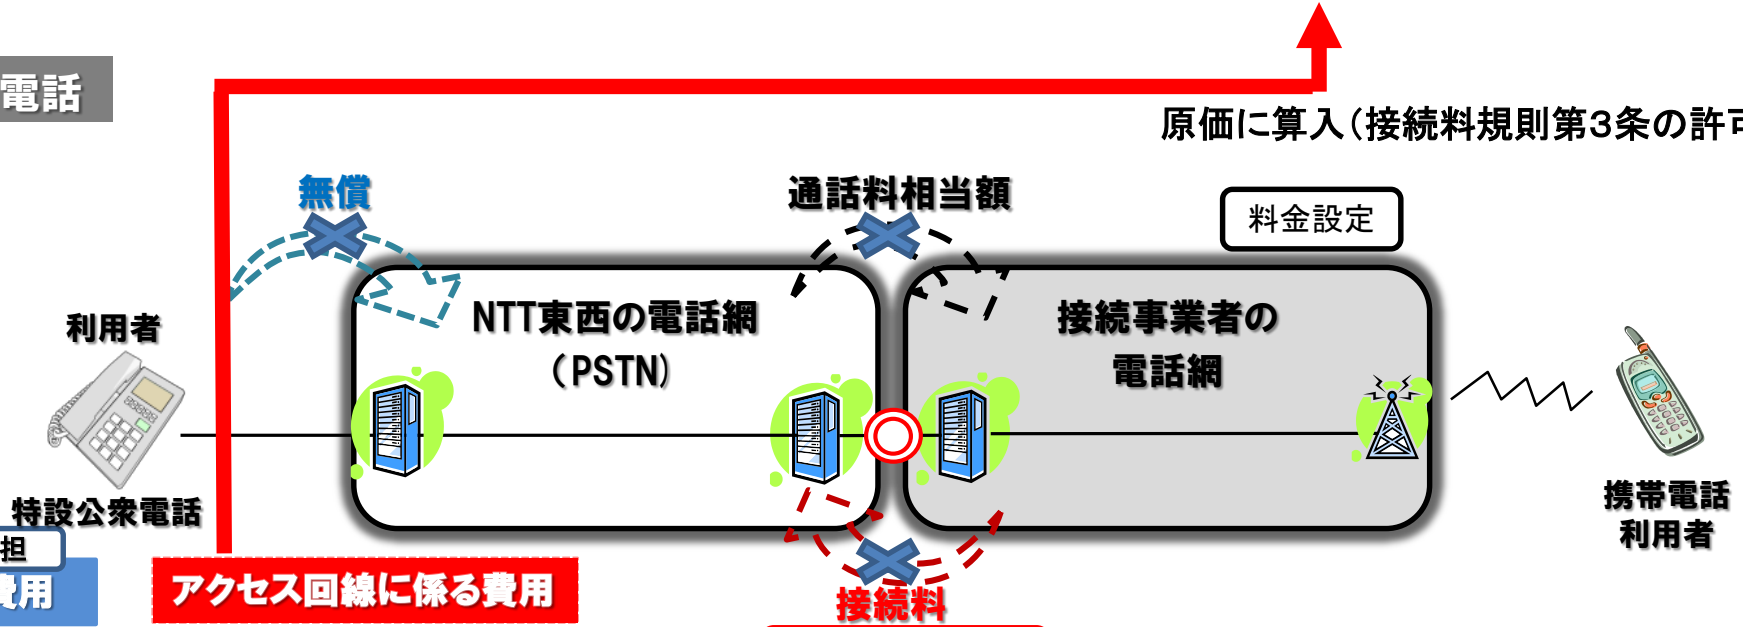 電話
原価に算入（接続料規則第3条の許可
無償
通話料相当額
料金設定
利用者
NTT東西の電話網
（PSTN）
接続事業者の
電話網
特設公衆電話
携帯電話
利用者
担
費用
アクセス回線に係る費用
接続料